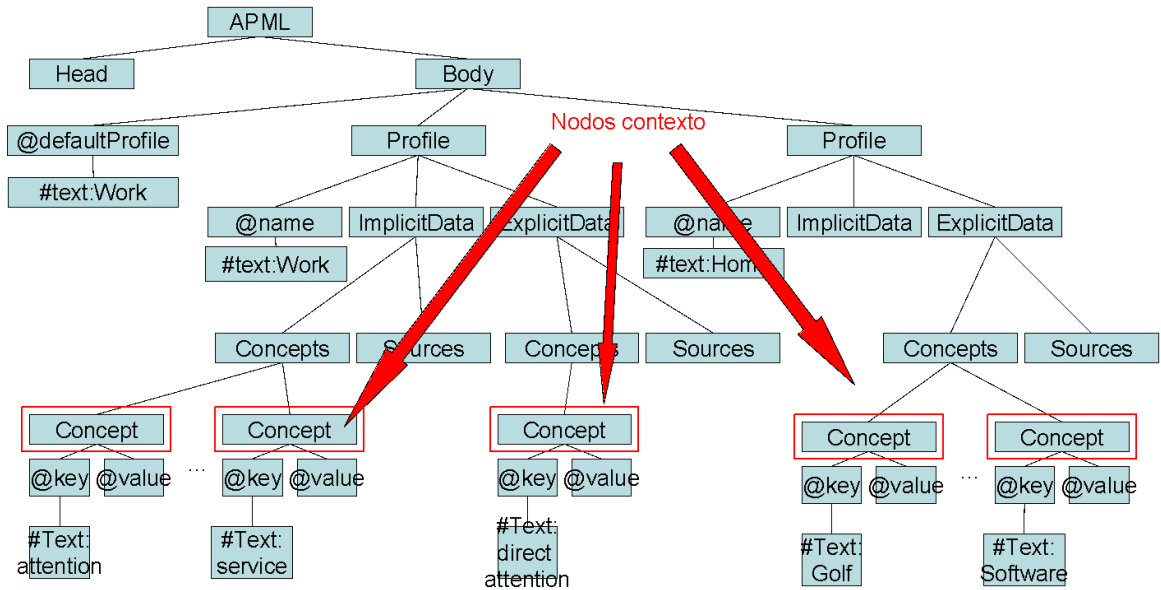 APML
Head
Body
Nodos contexto
@defaultProfile
Profile
Profile
#text:Work
@name
ImplicitData
ExplicitData
@name
ImplicitData
ExplicitData
#text:Work
#text:Hom
Concepts
Sources
Concepts
Sources
Concepts
Sources
Concept
Concept
Concept
Concept
Concept
@key
@value
...
@key
@value
@key
@value
@key
@value
...
@key
@value
#Text:
attention
#Text:
service
#Text:
direct
attention
#Text:
Golf
#Text:
Software